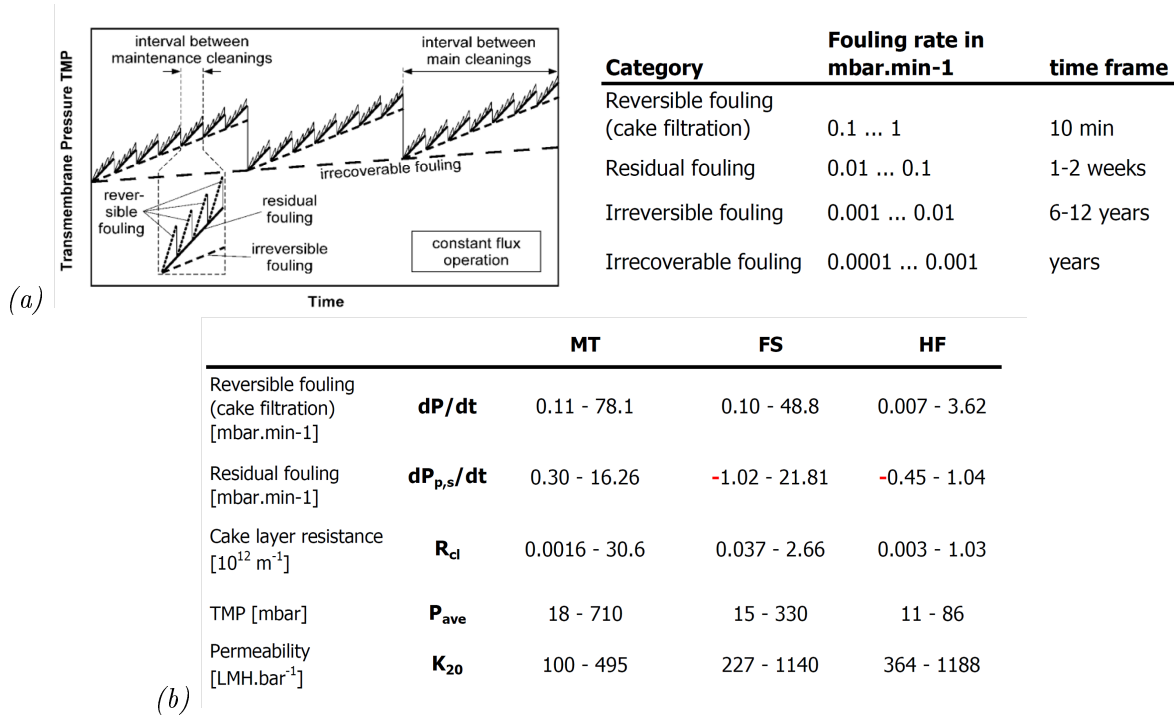 interval between
maintenance cleanings
interval between
main cleanings
Transmembrane Pressure TMP
irrecoverable fouling
rever-
sible
fouling
residual
fouling
irreversible
fouling
constant flux
operation
Time
(a)
Fouling rate in
Category mbar.min-1 time frame
Reversible fouling
(cake filtration) 0.1 ... 1 10 min
Residual fouling 0.01 ... 0.1 1-2 weeks
Irreversible fouling 0.001 ... 0.01 6-12 years
Irrecoverable fouling 0.0001 ... 0.001 years
MT FS HF
Reversible fouling
(cake filtration) dP/dt 0.11 - 78.1 0.10 - 48.8 0.007 - 3.62
[mbar.min-1]
Residual fouling dPp,s/dt 0.30 - 16.26 -1.02 - 21.81 -0.45 - 1.04
[mbar.min-1]
Cake layer resistance Rcl 0.0016 - 30.6 0.037 - 2.66 0.003 - 1.03
[10¹² m⁻¹]
TMP [mbar] Pave 18 - 710 15 - 330 11 - 86
Permeability K20 100 - 495 227 - 1140 364 - 1188
[LMH.bar⁻¹]
(b)